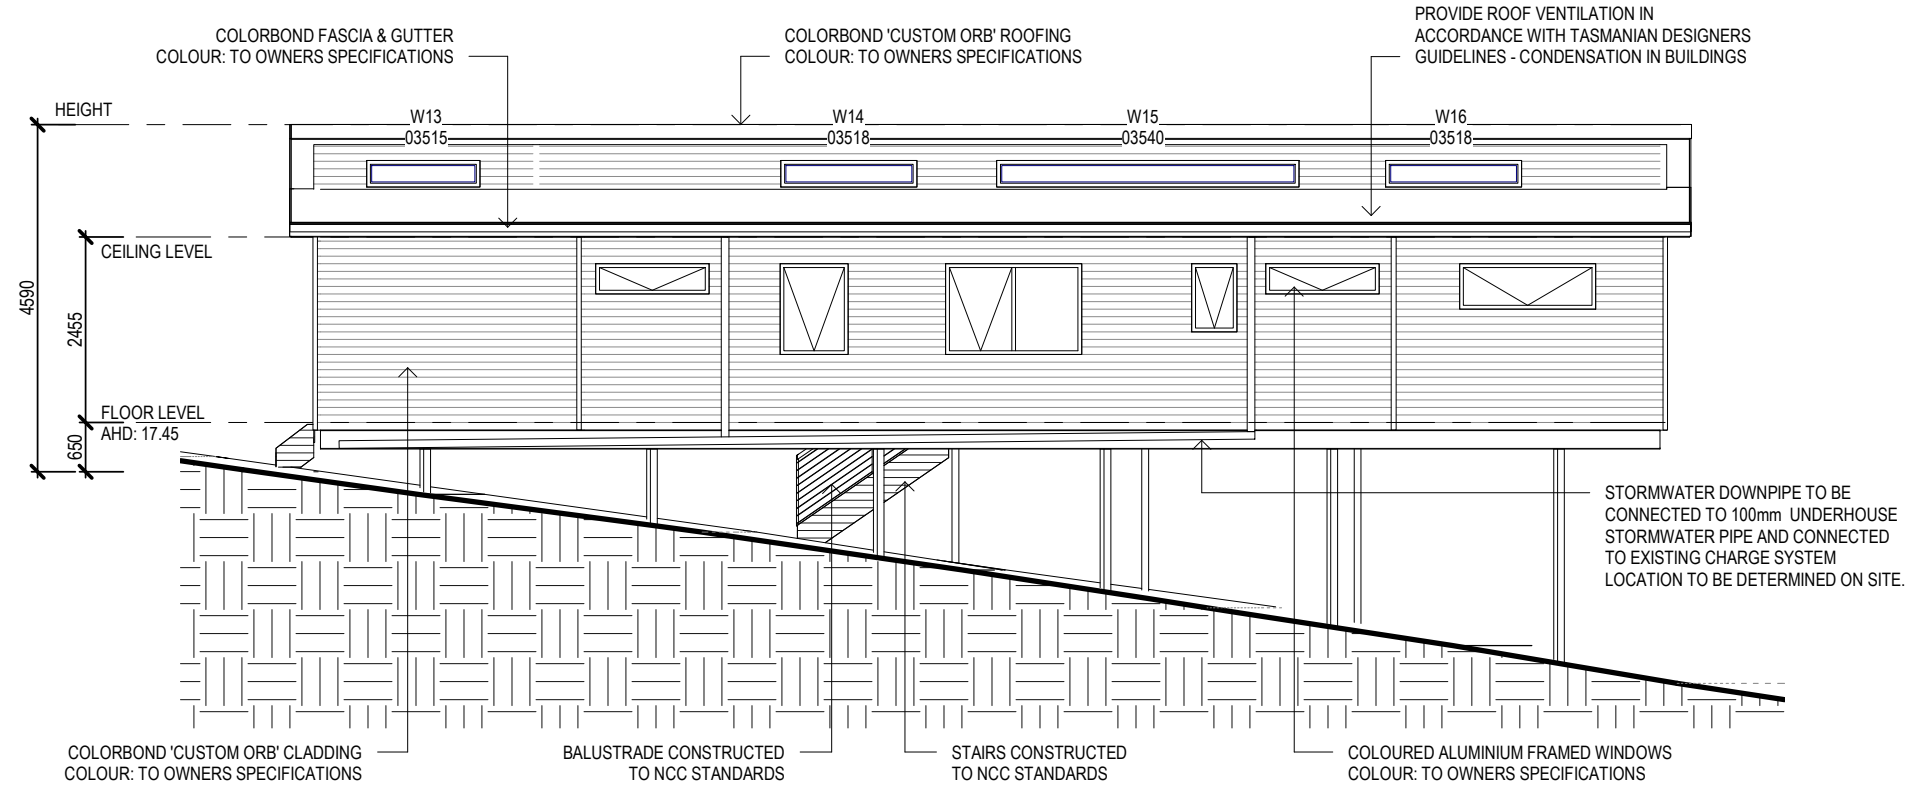 COLORBOND FASCIA & GUTTER
COLOUR: TO OWNERS SPECIFICATIONS
COLORBOND 'CUSTOM ORB' ROOFING
COLOUR: TO OWNERS SPECIFICATIONS
PROVIDE ROOF VENTILATION IN
ACCORDANCE WITH TASMANIAN DESIGNERS
GUIDELINES - CONDENSATION IN BUILDINGS
HEIGHT
W13
03515
W14
03518
W15
03540
W16
03518
CEILING LEVEL
4590
2455
FLOOR LEVEL
AHD: 17.45
650
STORMWATER DOWNPIPE TO BE
CONNECTED TO 100mm UNDERHOUSE
STORMWATER PIPE AND CONNECTED
TO EXISTING CHARGE SYSTEM
LOCATION TO BE DETERMINED ON SITE.
COLORBOND 'CUSTOM ORB' CLADDING
COLOUR: TO OWNERS SPECIFICATIONS
BALUSTRADE CONSTRUCTED
TO NCC STANDARDS
STAIRS CONSTRUCTED
TO NCC STANDARDS
COLOURED ALUMINIUM FRAMED WINDOWS
COLOUR: TO OWNERS SPECIFICATIONS